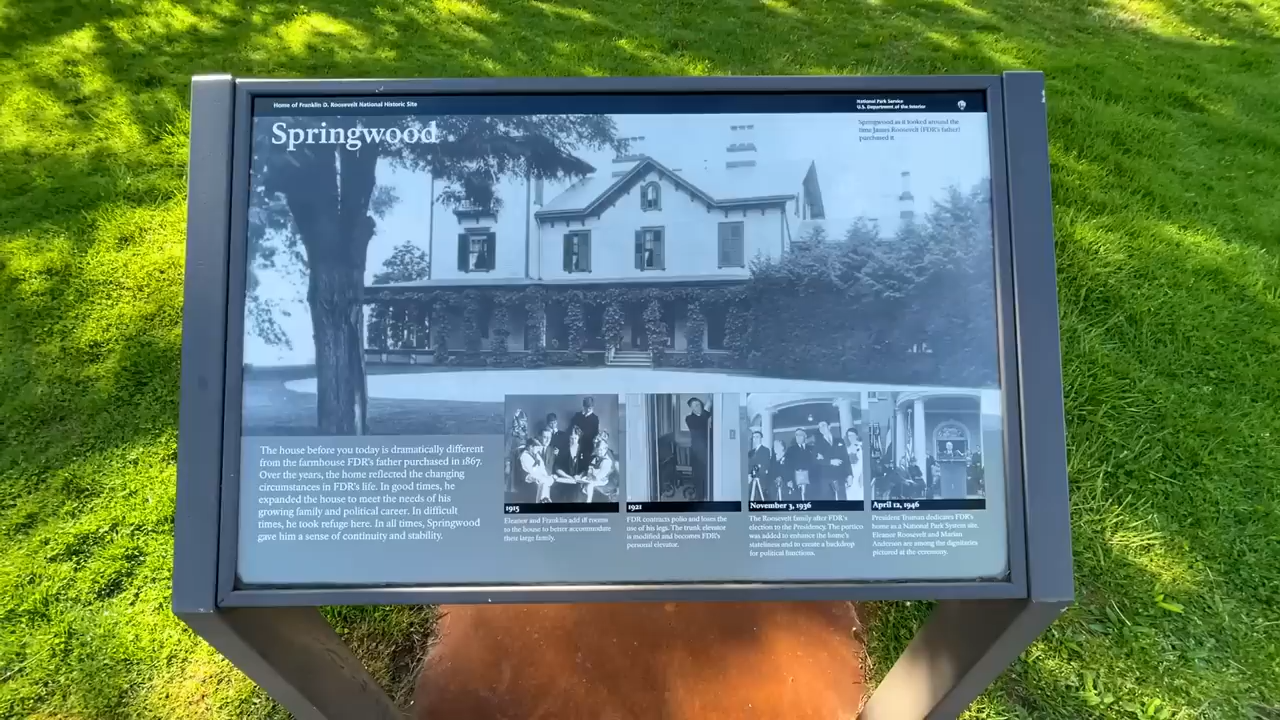 Home of Franklin D. Roosevelt National Historic Site
National Park Service
U.S. Department of the Interior
Springwood
Springwood as it looked around the
time James Roosevelt (FDR's father)
purchased it
The house before you today is dramatically different
from the farmhouse FDR's father purchased in 1867.
Over the years, the home reflected the changing
circumstances in FDR's life. In good times, he
expanded the house to meet the needs of his
growing family and political career. In difficult
times, he took refuge here. In all times, Springwood
gave him a sense of continuity and stability.
1915
Eleanor and Franklin add 18 rooms
to the house to better accommodate
their large family.
1921
FDR contracts polio and loses the
use of his legs. The trunk elevator
is modified and becomes FDR's
personal elevator.
November 3, 1936
The Roosevelt family after FDR's
election to the Presidency. The portico
was added to enhance the home's
stateliness and to create a backdrop
for political functions.
April 12, 1946
President Truman dedicates FDR's
home as a National Park System site.
Eleanor Roosevelt and Marian
Anderson are among the dignitaries
pictured at the ceremony.